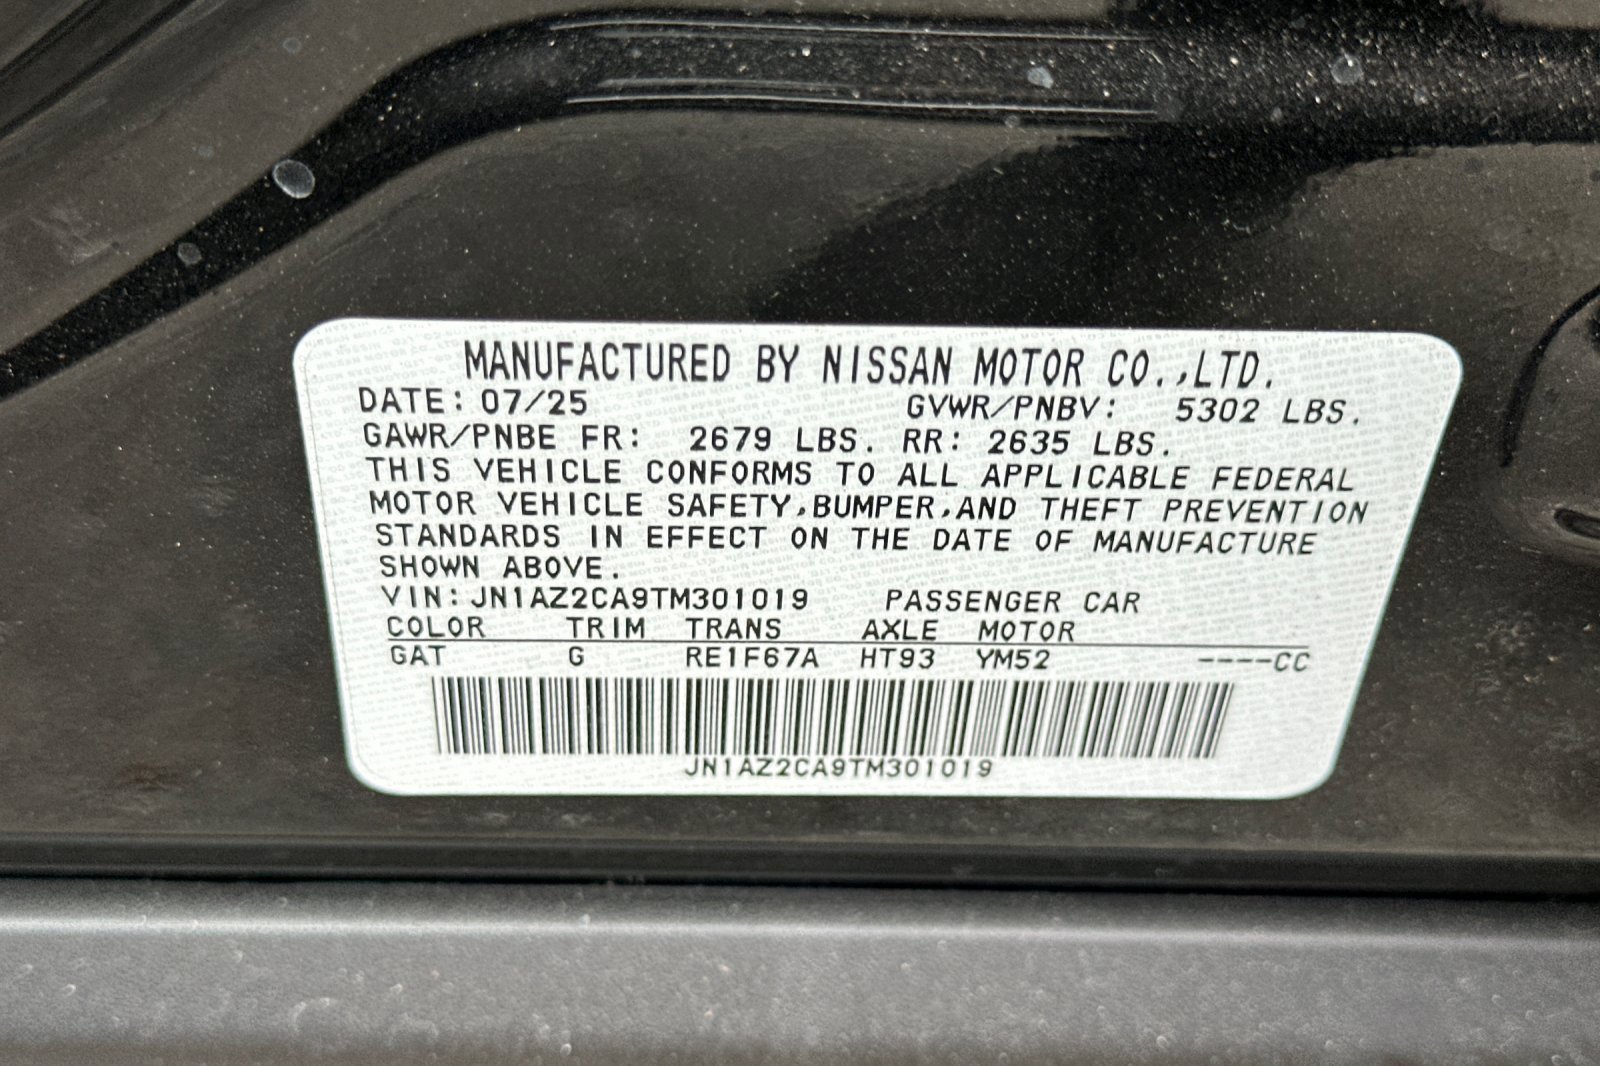 MANUFACTURED BY NISSAN MOTOR CO.,LTD.
DATE: 07/25 GVWR/PNBV: 5302 LBS.
GAWR/PNBE FR: 2679 LBS. RR: 2635 LBS.
THIS VEHICLE CONFORMS TO ALL APPLICABLE FEDERAL
MOTOR VEHICLE SAFETY,BUMPER,AND THEFT PREVENTION
STANDARDS IN EFFECT ON THE DATE OF MANUFACTURE
SHOWN ABOVE.
VIN: JN1AZ2CA9TM301019 PASSENGER CAR
COLOR TRIM TRANS AXLE MOTOR
GAT G RE1F67A HT93 YM52 ----CC
JN1AZ2CA9TM301019